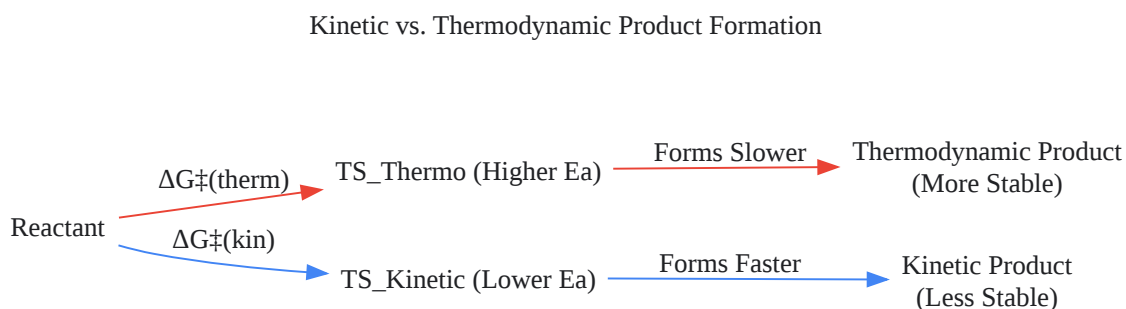 Kinetic vs. Thermodynamic Product Formation
Reactant
ΔG‡(therm)
TS_Thermo (Higher Ea)
Forms Slower
Thermodynamic Product
(More Stable)
ΔG‡(kin)
TS_Kinetic (Lower Ea)
Forms Faster
Kinetic Product
(Less Stable)